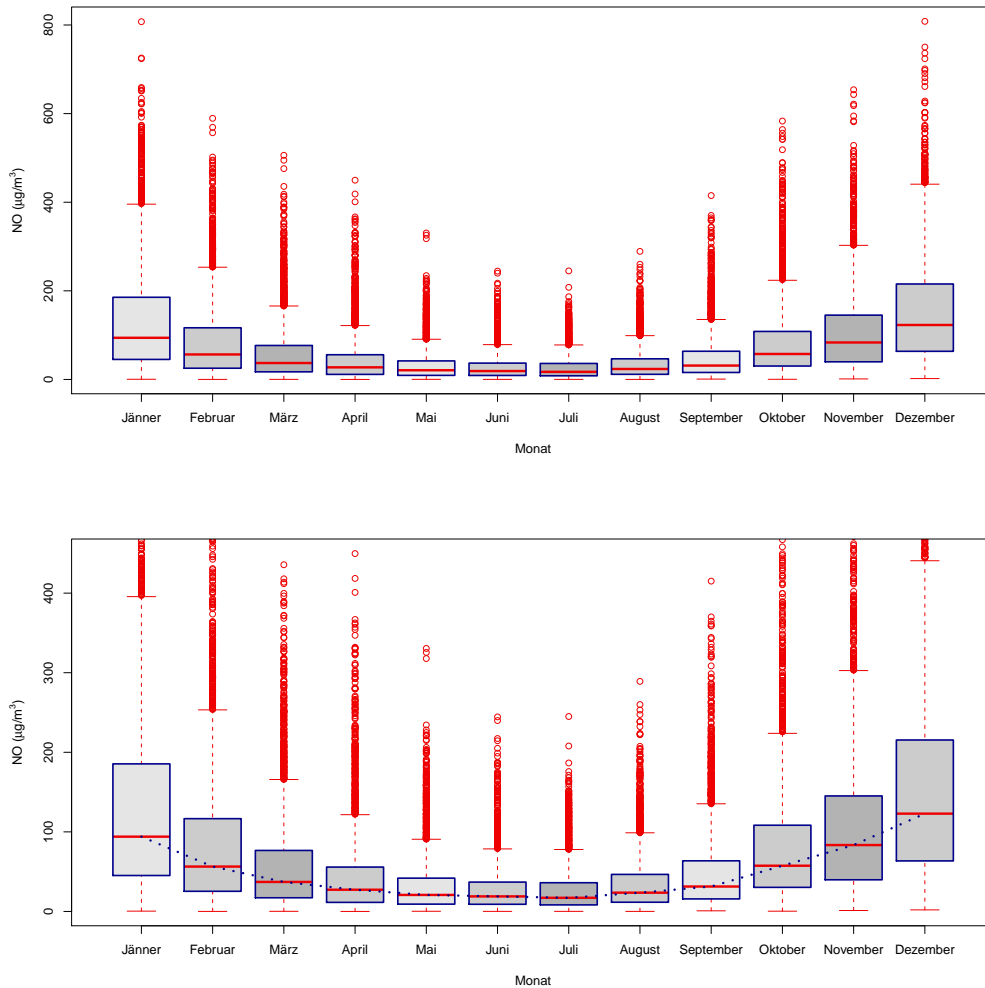 800
600
400
200
0
NO (µg/m³)
Jänner Februar März April Mai Juni Juli August September Oktober November Dezember
Monat
400
300
200
100
0
NO (µg/m³)
Jänner Februar März April Mai Juni Juli August September Oktober November Dezember
Monat